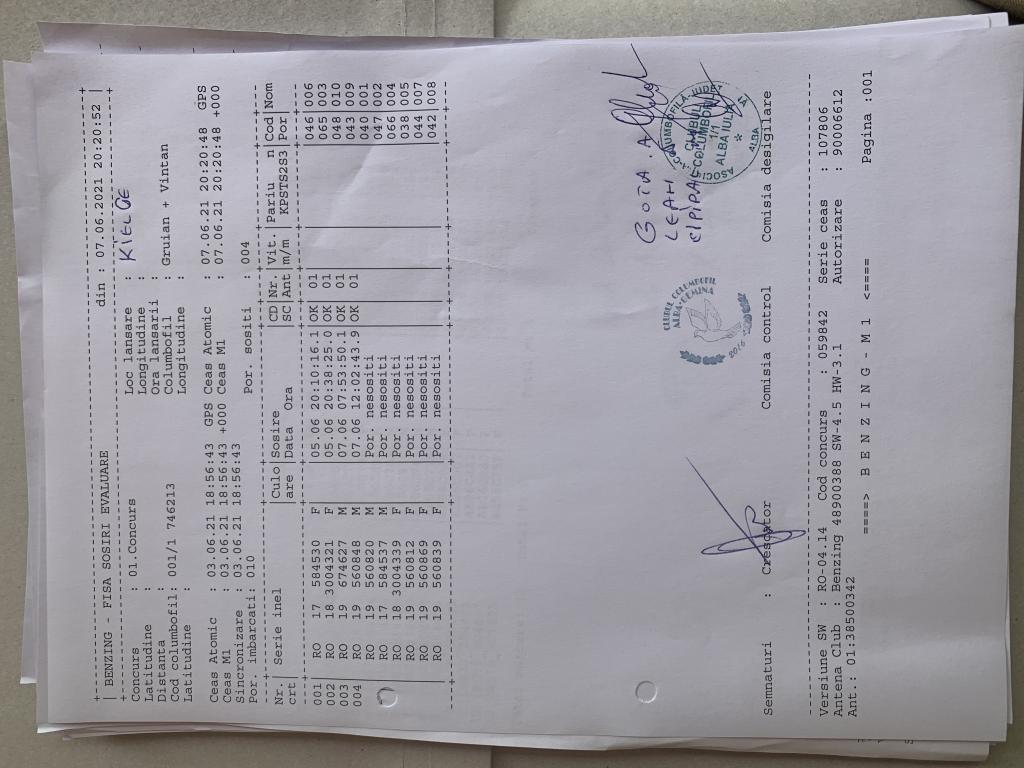 | BENZING - FISA SOSIRI EVALUARE din : 07.06.2021 20:20:52 |
Concurs : 01.Concurs Loc lansare : KIELCE
Latitudine : Longitudine :
Distanta : Ora lansarii :
Cod columbofil: 001/1 746213 Columbofil : Gruian + Vintan
Latitudine : Longitudine :
Ceas Atomic : 03.06.21 18:56:43 GPS Ceas Atomic : 07.06.21 20:20:48 GPS
Ceas M1 : 03.06.21 18:56:43 +000 Ceas M1 : 07.06.21 20:20:48 +000
Sincronizare : 03.06.21 18:56:43
Por. imbarcati: 010 Por. sositi : 004
Nr. Serie inel |Culo|Sosire |CD|Nr |Vit.|Pariu n|Cod|Nom
crt are Data Ora |SC|Ant|m/m | KPSTS2S3|Por|
001 RO 17 584530 F 05.06 20:10:16.1 OK 01 046 006
002 RO 18 3004321 F 05.06 20:38:25.0 OK 01 065 003
003 RO 19 674627 M 07.06 07:53:50.1 OK 01 048 010
004 RO 19 560848 M 07.06 12:02:43.9 OK 01 043 009
RO 19 560820 M Por. nesositi 041 001
RO 17 584537 M Por. nesositi 047 002
RO 18 3004339 F Por. nesositi 066 004
RO 19 560812 F Por. nesositi 038 005
RO 19 560869 F Por. nesositi 044 007
RO 19 560839 F Por. nesositi 042 008
GOTA
LEAH
CIPRIAN
CLUBUL COLUMBOFIL
ALBA-GEMINA
2016
ALBA IULIA
ALBA
Semnaturi : Crescator Comisia control Comisia desigilare
Versiune SW : RO-04.14 Cod concurs : 059842 Serie ceas : 107806
Antena Club : Benzing 48900388 SW-4.5 HW-3.1 Autorizare : 90006612
Ant.: 01:38500342
====> B E N Z I N G - M 1 <==== Pagina :001